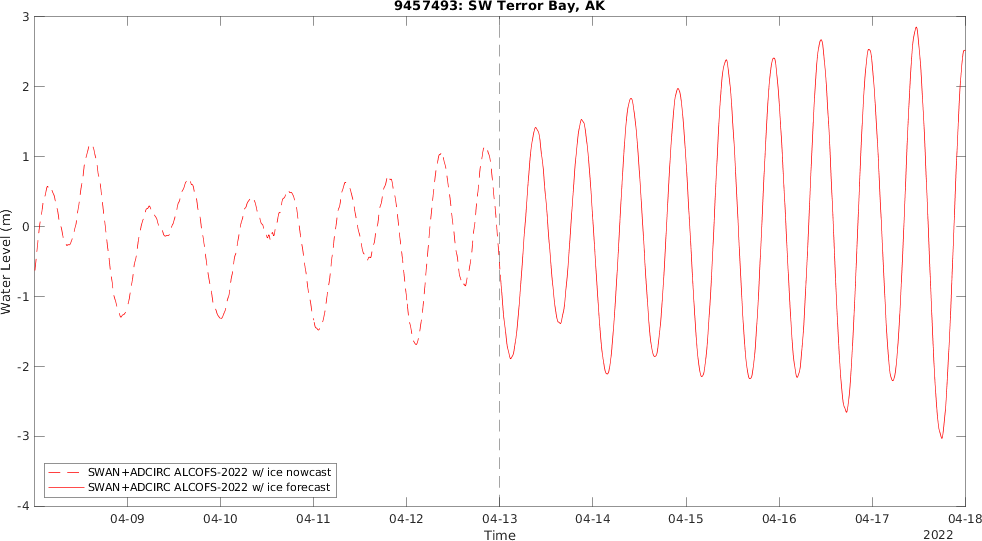 9457493: SW Terror Bay, AK
3
2
1
0
-1
-2
-3
-4
Water Level (m)
SWAN+ADCIRC ALCOFS-2022 w/ ice nowcast
SWAN+ADCIRC ALCOFS-2022 w/ ice forecast
04-09 04-10 04-11 04-12 04-13 04-14 04-15 04-16 04-17 04-18
Time
2022